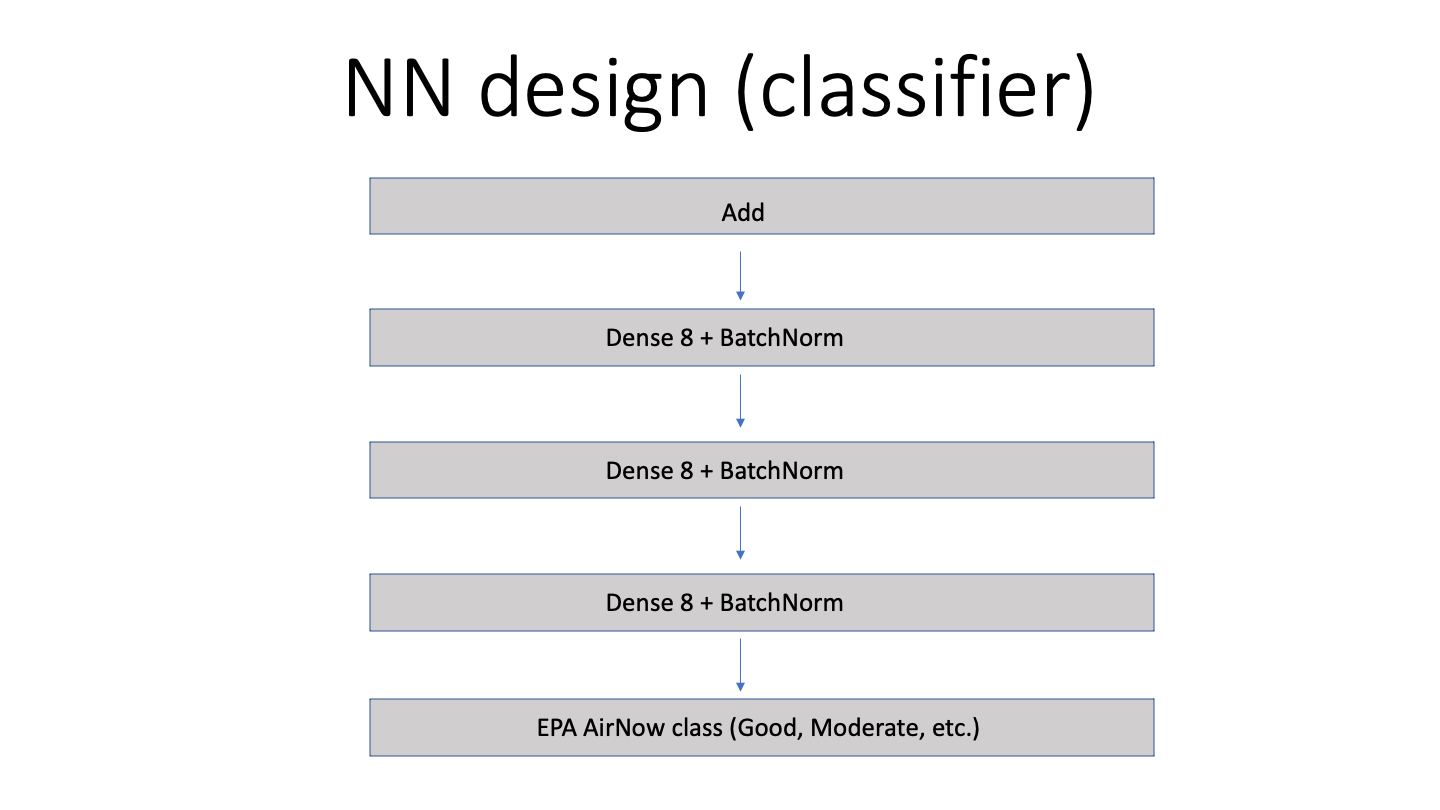 NN design (classifier)
Add
Dense 8 + BatchNorm
Dense 8 + BatchNorm
Dense 8 + BatchNorm
EPA AirNow class (Good, Moderate, etc.)